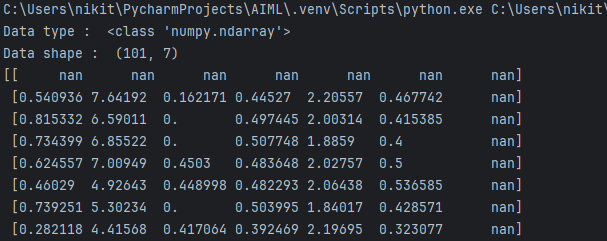 C:\Users\nikit\PycharmProjects\AIML\.venv\Scripts\python.exe C:\Users\nikit\
Data type :  <class 'numpy.ndarray'>
Data shape :  (101, 7)
[[     nan      nan      nan      nan      nan      nan      nan]
 [0.540936 7.64192  0.162171 0.44527  2.20557  0.467742      nan]
 [0.815332 6.59011  0.       0.497445 2.00314  0.415385      nan]
 [0.734399 6.85522  0.       0.507748 1.8859   0.4           nan]
 [0.624557 7.00949  0.4503   0.483648 2.02757  0.5           nan]
 [0.46029  4.92643  0.448998 0.482293 2.06438  0.536585      nan]
 [0.739251 5.30234  0.       0.503995 1.84017  0.428571      nan]
 [0.282118 4.41568  0.417064 0.392469 2.19695  0.323077      nan]